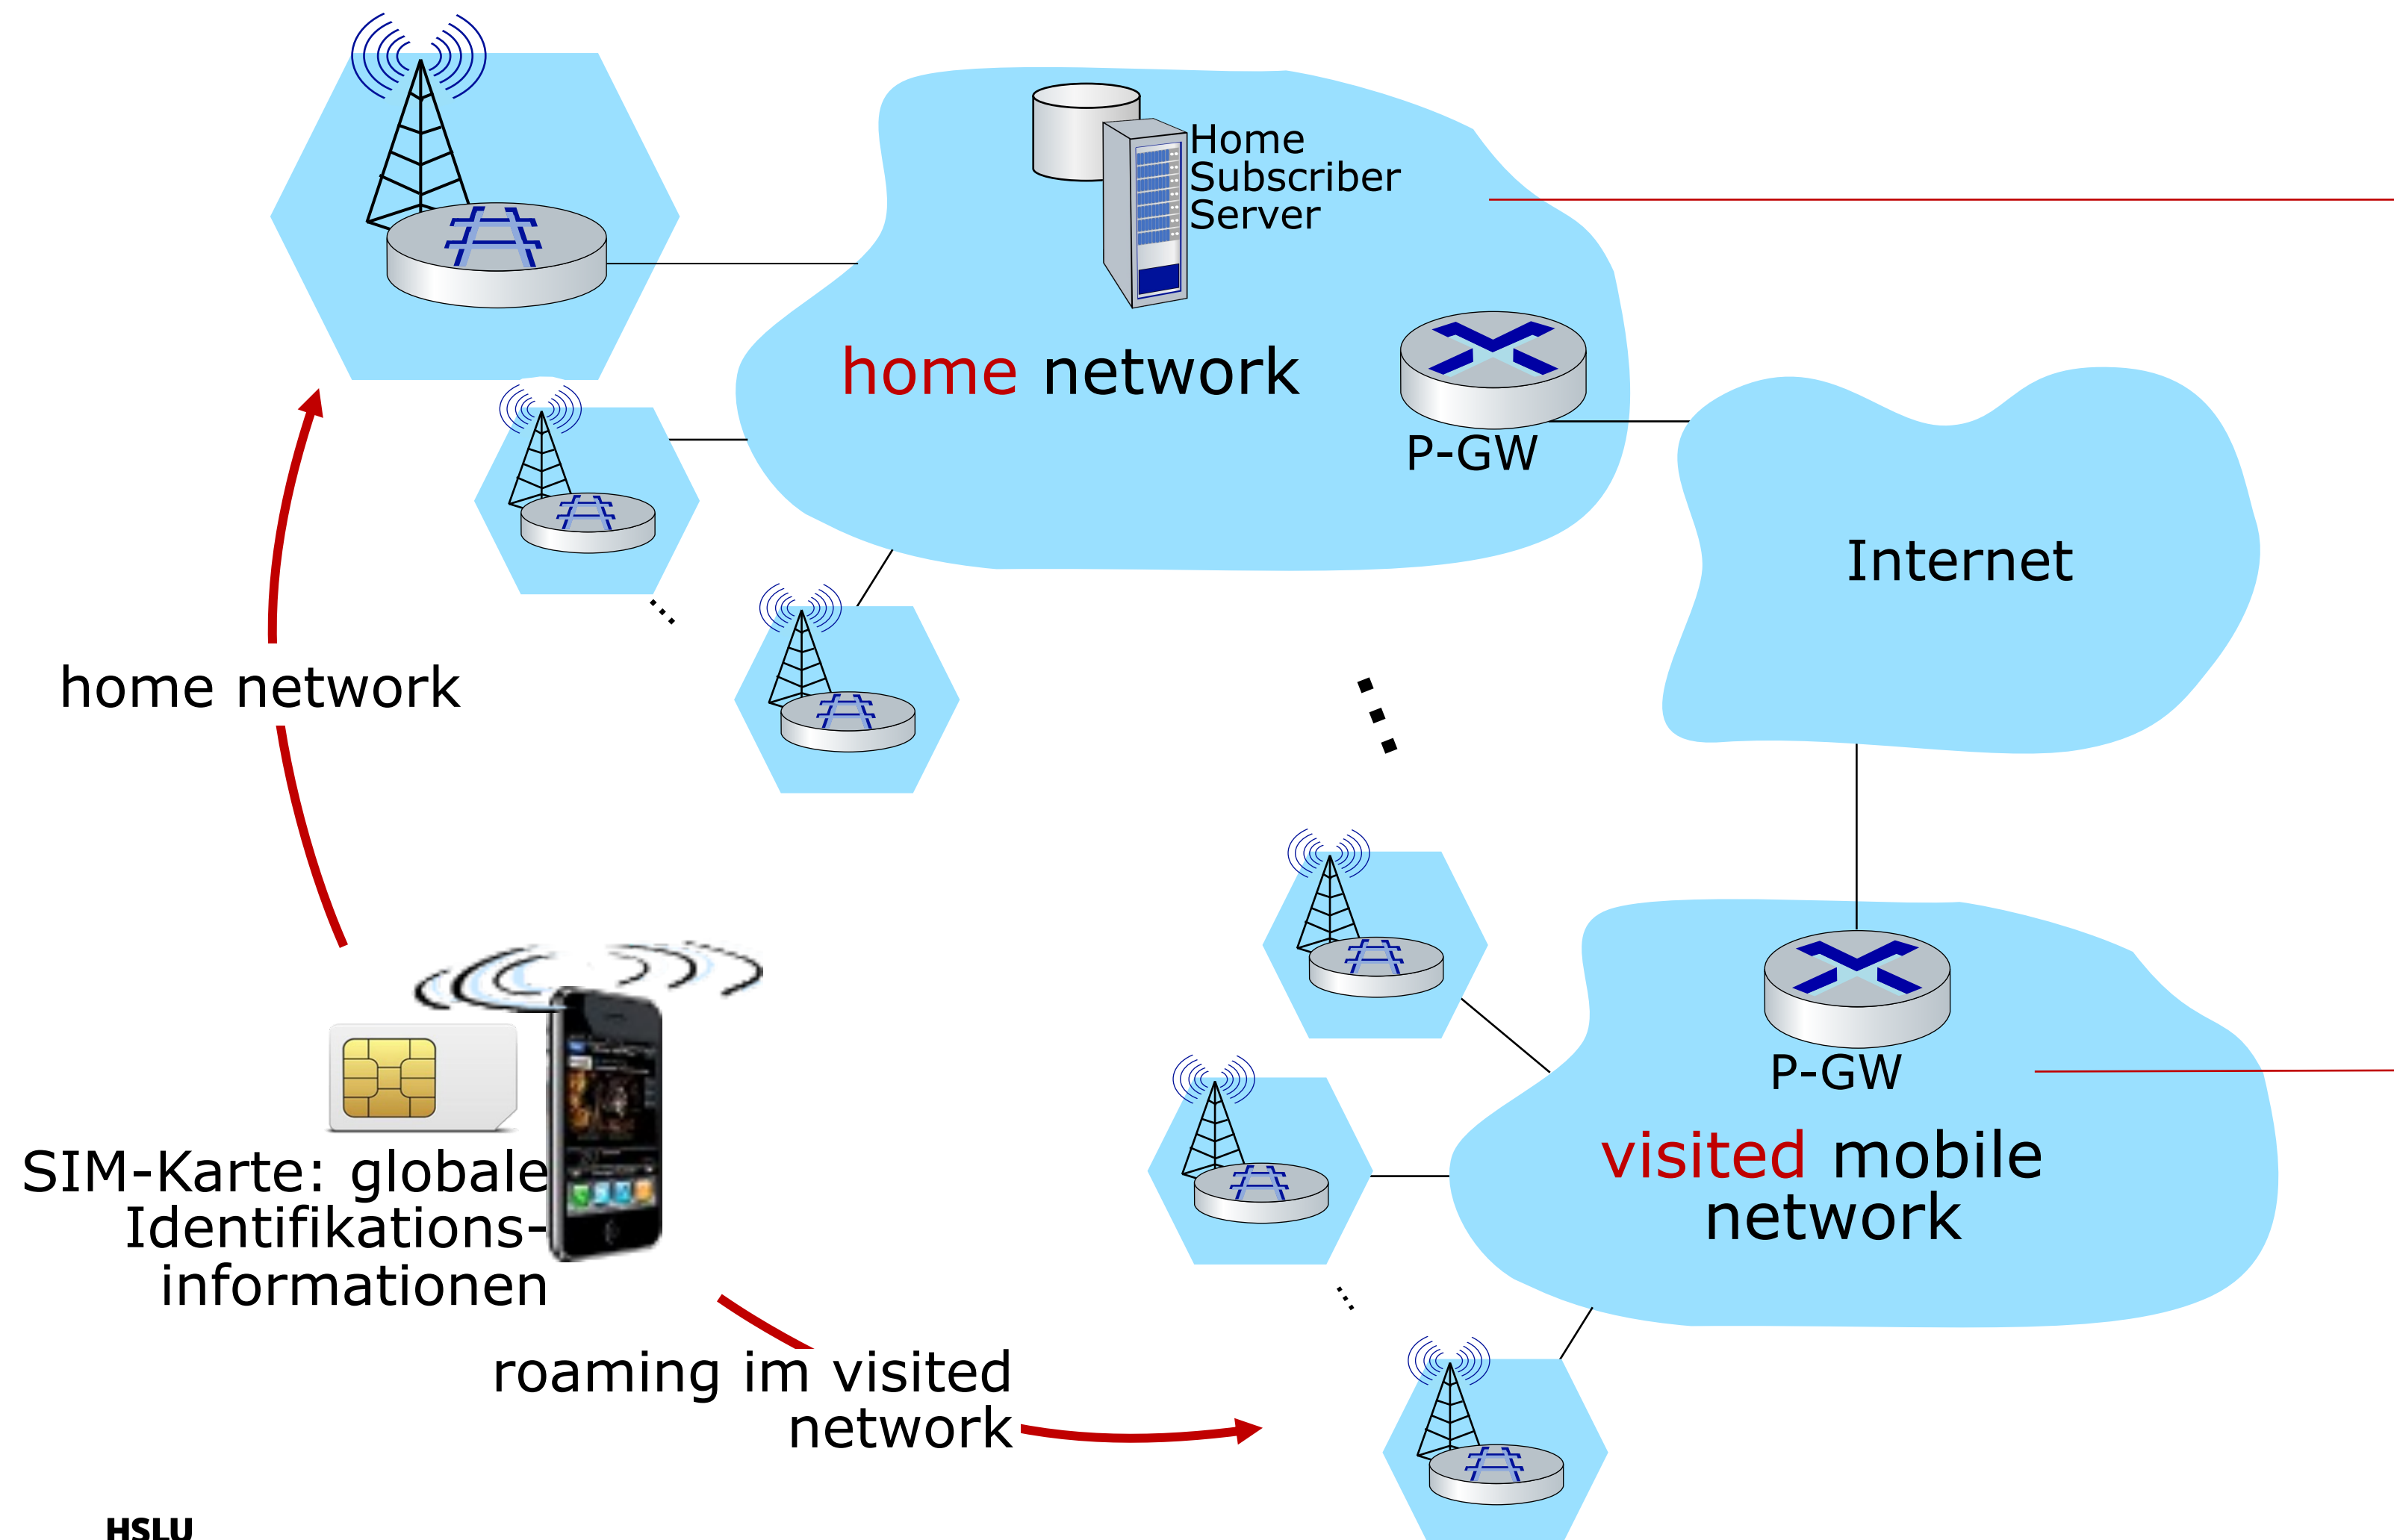 Home
Subscriber
Server
home network
P-GW
Internet
home network
P-GW
visited mobile
network
SIM-Karte: globale
Identifikations-
informationen
roaming im visited
network
HSLU